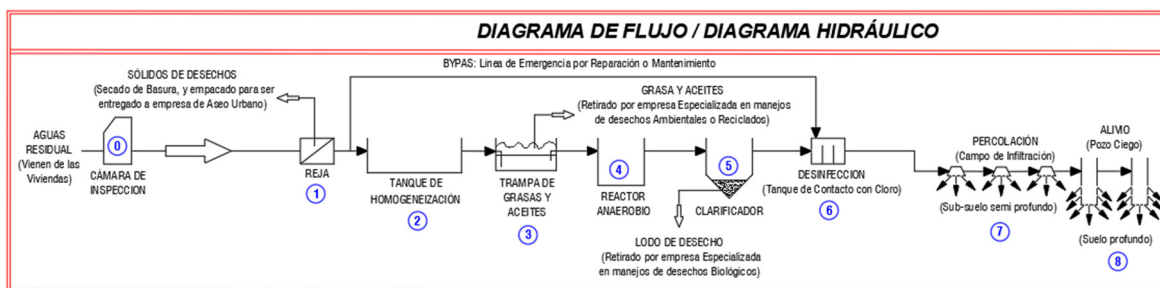 DIAGRAMA DE FLUJO / DIAGRAMA HIDRÁULICO
BYPAS: Línea de Emergencia por Reparación o Mantenimiento
SÓLIDOS DE DESECHOS
(Secado de Basura, y empacado para ser
entregado a empresa de Aseo Urbano)
GRASA Y ACEITES
(Retirado por empresa Especializada en manejos
de desechos Ambientales o Reciclados)
AGUAS
RESIDUAL
(Vienen de las
Viviendas)
0
CÁMARA DE
INSPECCION
REJA
1
TANQUE DE
HOMOGENEIZACIÓN
2
TRAMPA DE
GRASAS Y
ACEITES
3
4
REACTOR
ANAEROBIO
5
CLARIFICADOR
LODO DE DESECHO
(Retirado por empresa Especializada
en manejos de desechos Biológicos)
DESINFECCION
(Tanque de Contacto con Cloro)
6
PERCOLACIÓN
(Campo de Infiltración)
(Sub-suelo semi profundo)
7
ALIVIO
(Pozo Ciego)
(Suelo profundo)
8